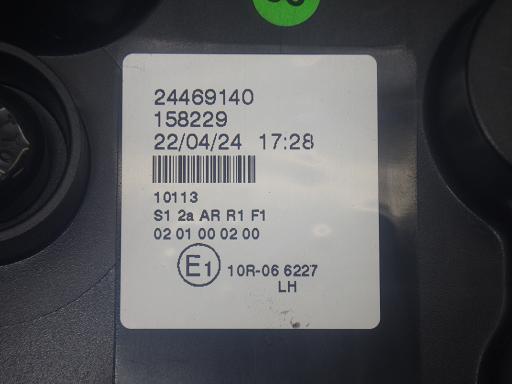 24469140
158229
22/04/24 17:28
10113
S1 2a AR R1 F1
02 01 00 02 00
E1 10R-06 6227
LH